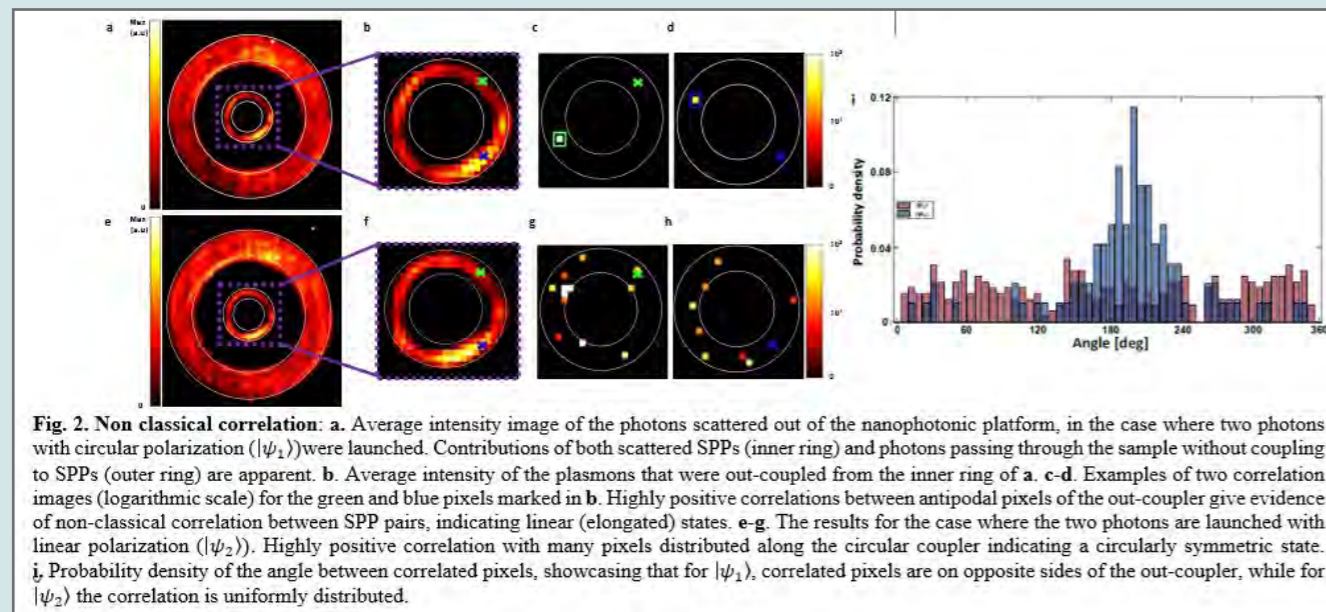 a
b
c
d
Max
(a.u)
0
10²
10¹
0
e
f
g
h
Max
(a.u)
0
10²
10¹
0
i
0.12
0.08
0.04
0
Probability density
0
60
120
180
240
300
360
Angle [deg]
Fig. 2. Non classical correlation: a. Average intensity image of the photons scattered out of the nanophotonic platform, in the case where two photons
with circular polarization (|ψ₁⟩)were launched. Contributions of both scattered SPPs (inner ring) and photons passing through the sample without coupling
to SPPs (outer ring) are apparent. b. Average intensity of the plasmons that were out-coupled from the inner ring of a. c-d. Examples of two correlation
images (logarithmic scale) for the green and blue pixels marked in b. Highly positive correlations between antipodal pixels of the out-coupler give evidence
of non-classical correlation between SPP pairs, indicating linear (elongated) states. e-g. The results for the case where the two photons are launched with
linear polarization (|ψ₂⟩). Highly positive correlation with many pixels distributed along the circular coupler indicating a circularly symmetric state.
i, Probability density of the angle between correlated pixels, showcasing that for |ψ₁⟩, correlated pixels are on opposite sides of the out-coupler, while for
|ψ₂⟩ the correlation is uniformly distributed.